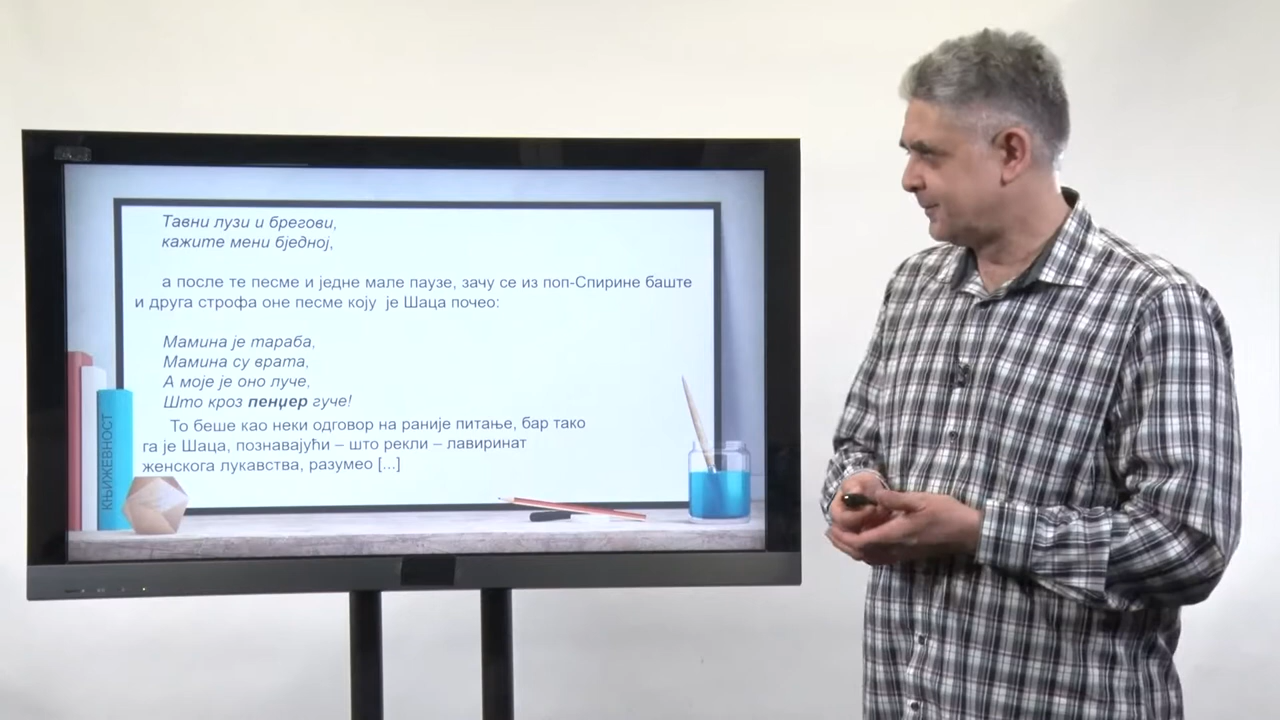 Тавни лузи и брегови,
кажите мени бједној,
а после те песме и једне мале паузе, зачу се из поп-Спирине баште
и друга строфа оне песме коју је Шаца почео:
Мамина је тараба,
Мамина су врата,
А моје је оно луче,
Што кроз пенџер гуче!
То беше као неки одговор на раније питање, бар тако
га је Шаца, познавајући – што рекли – лавиринат
женскога лукавства, разумео [...]
КЊИЖЕВНОСТ